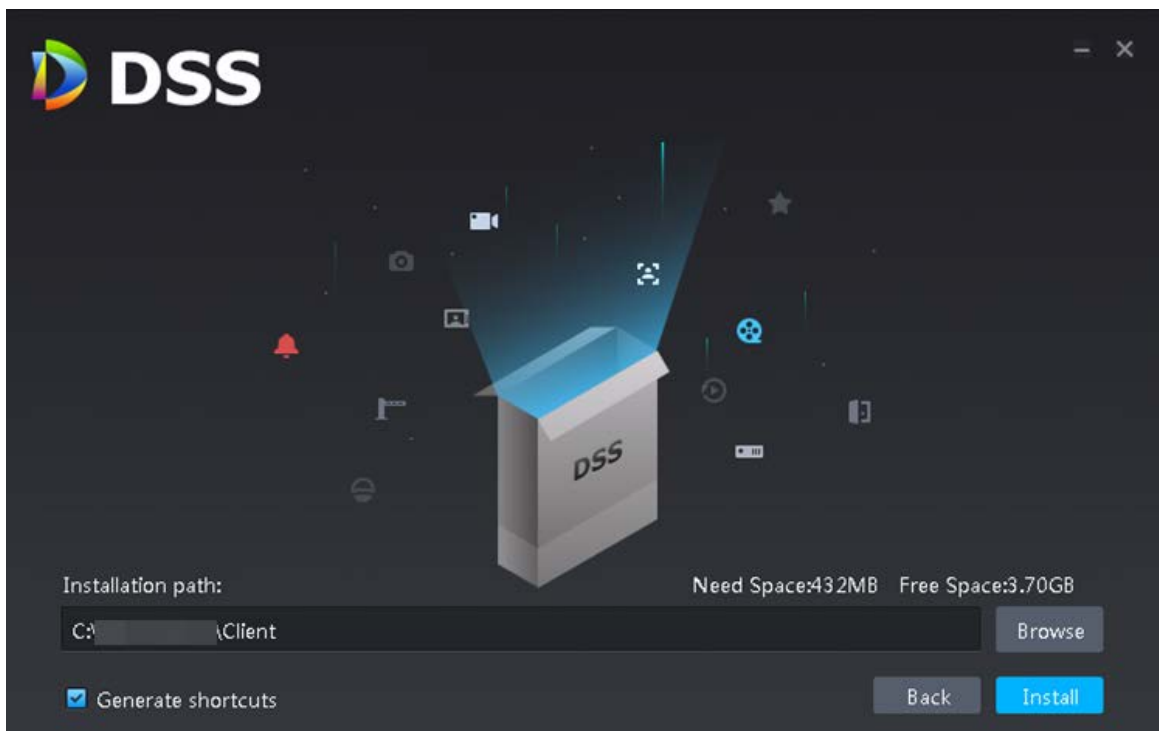 DSS
DSS
Installation path:
Need Space:432MB Free Space:3.70GB
C:\ \Client
Browse
Generate shortcuts
Back
Install